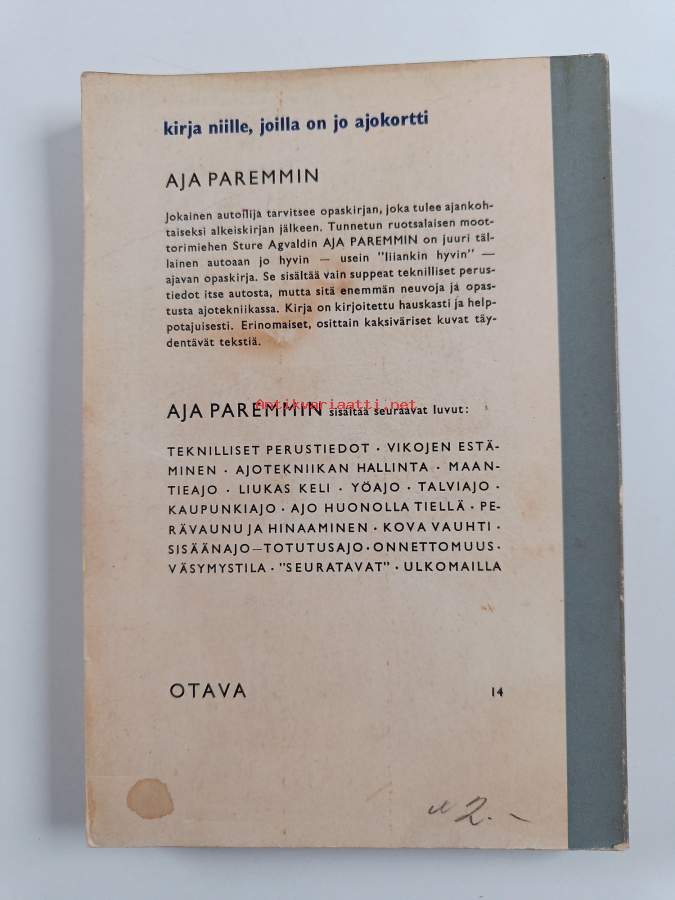 kirja niille, joilla on jo ajokortti
AJA PAREMMIN
Jokainen autoilija tarvitsee opaskirjan, joka tulee ajankoh-
taiseksi alkeiskirjan jälkeen. Tunnetun ruotsalaisen moot-
torimiehen Sture Agvaldin AJA PAREMMIN on juuri täl-
lainen autoaan jo hyvin — usein "liiankin hyvin" —
ajavan opaskirja. Se sisältää vain suppeat teknilliset perus-
tiedot itse autosta, mutta sitä enemmän neuvoja ja opas-
tusta ajotekniikassa. Kirja on kirjoitettu hauskasti ja help-
potajuisesti. Erinomaiset, osittain kaksiväriset kuvat täy-
dentävät tekstiä.
AJA PAREMMIN sisältää seuraavat luvut:
Antikvariaatti.net
TEKNILLISET PERUSTIEDOT · VIKOJEN ESTÄ-
MINEN · AJOTEKNIIKAN HALLINTA · MAAN-
TIEAJO · LIUKAS KELI · YÖAJO · TALVIAJO ·
KAUPUNKIAJO · AJO HUONOLLA TIELLÄ · PE-
RÄVAUNU JA HINAAMINEN · KOVA VAUHTI ·
SISÄÄNAJO—TOTUTUSAJO · ONNETTOMUUS ·
VÄSYMYSTILA · "SEURATAVAT" · ULKOMAILLA
OTAVA 14
2.-